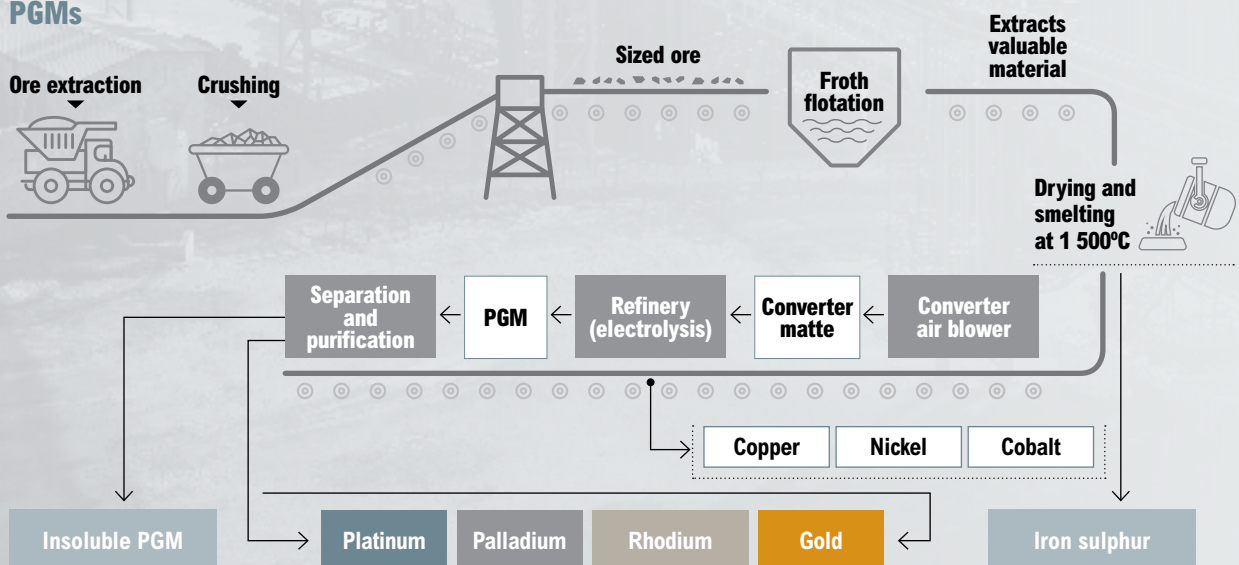 PGMs
Ore extraction
Crushing
Sized ore
Froth
flotation
Extracts
valuable
material
Drying and
smelting
at 1 500ºC
Separation
and
purification
PGM
Refinery
(electrolysis)
Converter
matte
Converter
air blower
Copper
Nickel
Cobalt
Insoluble PGM
Platinum
Palladium
Rhodium
Gold
Iron sulphur